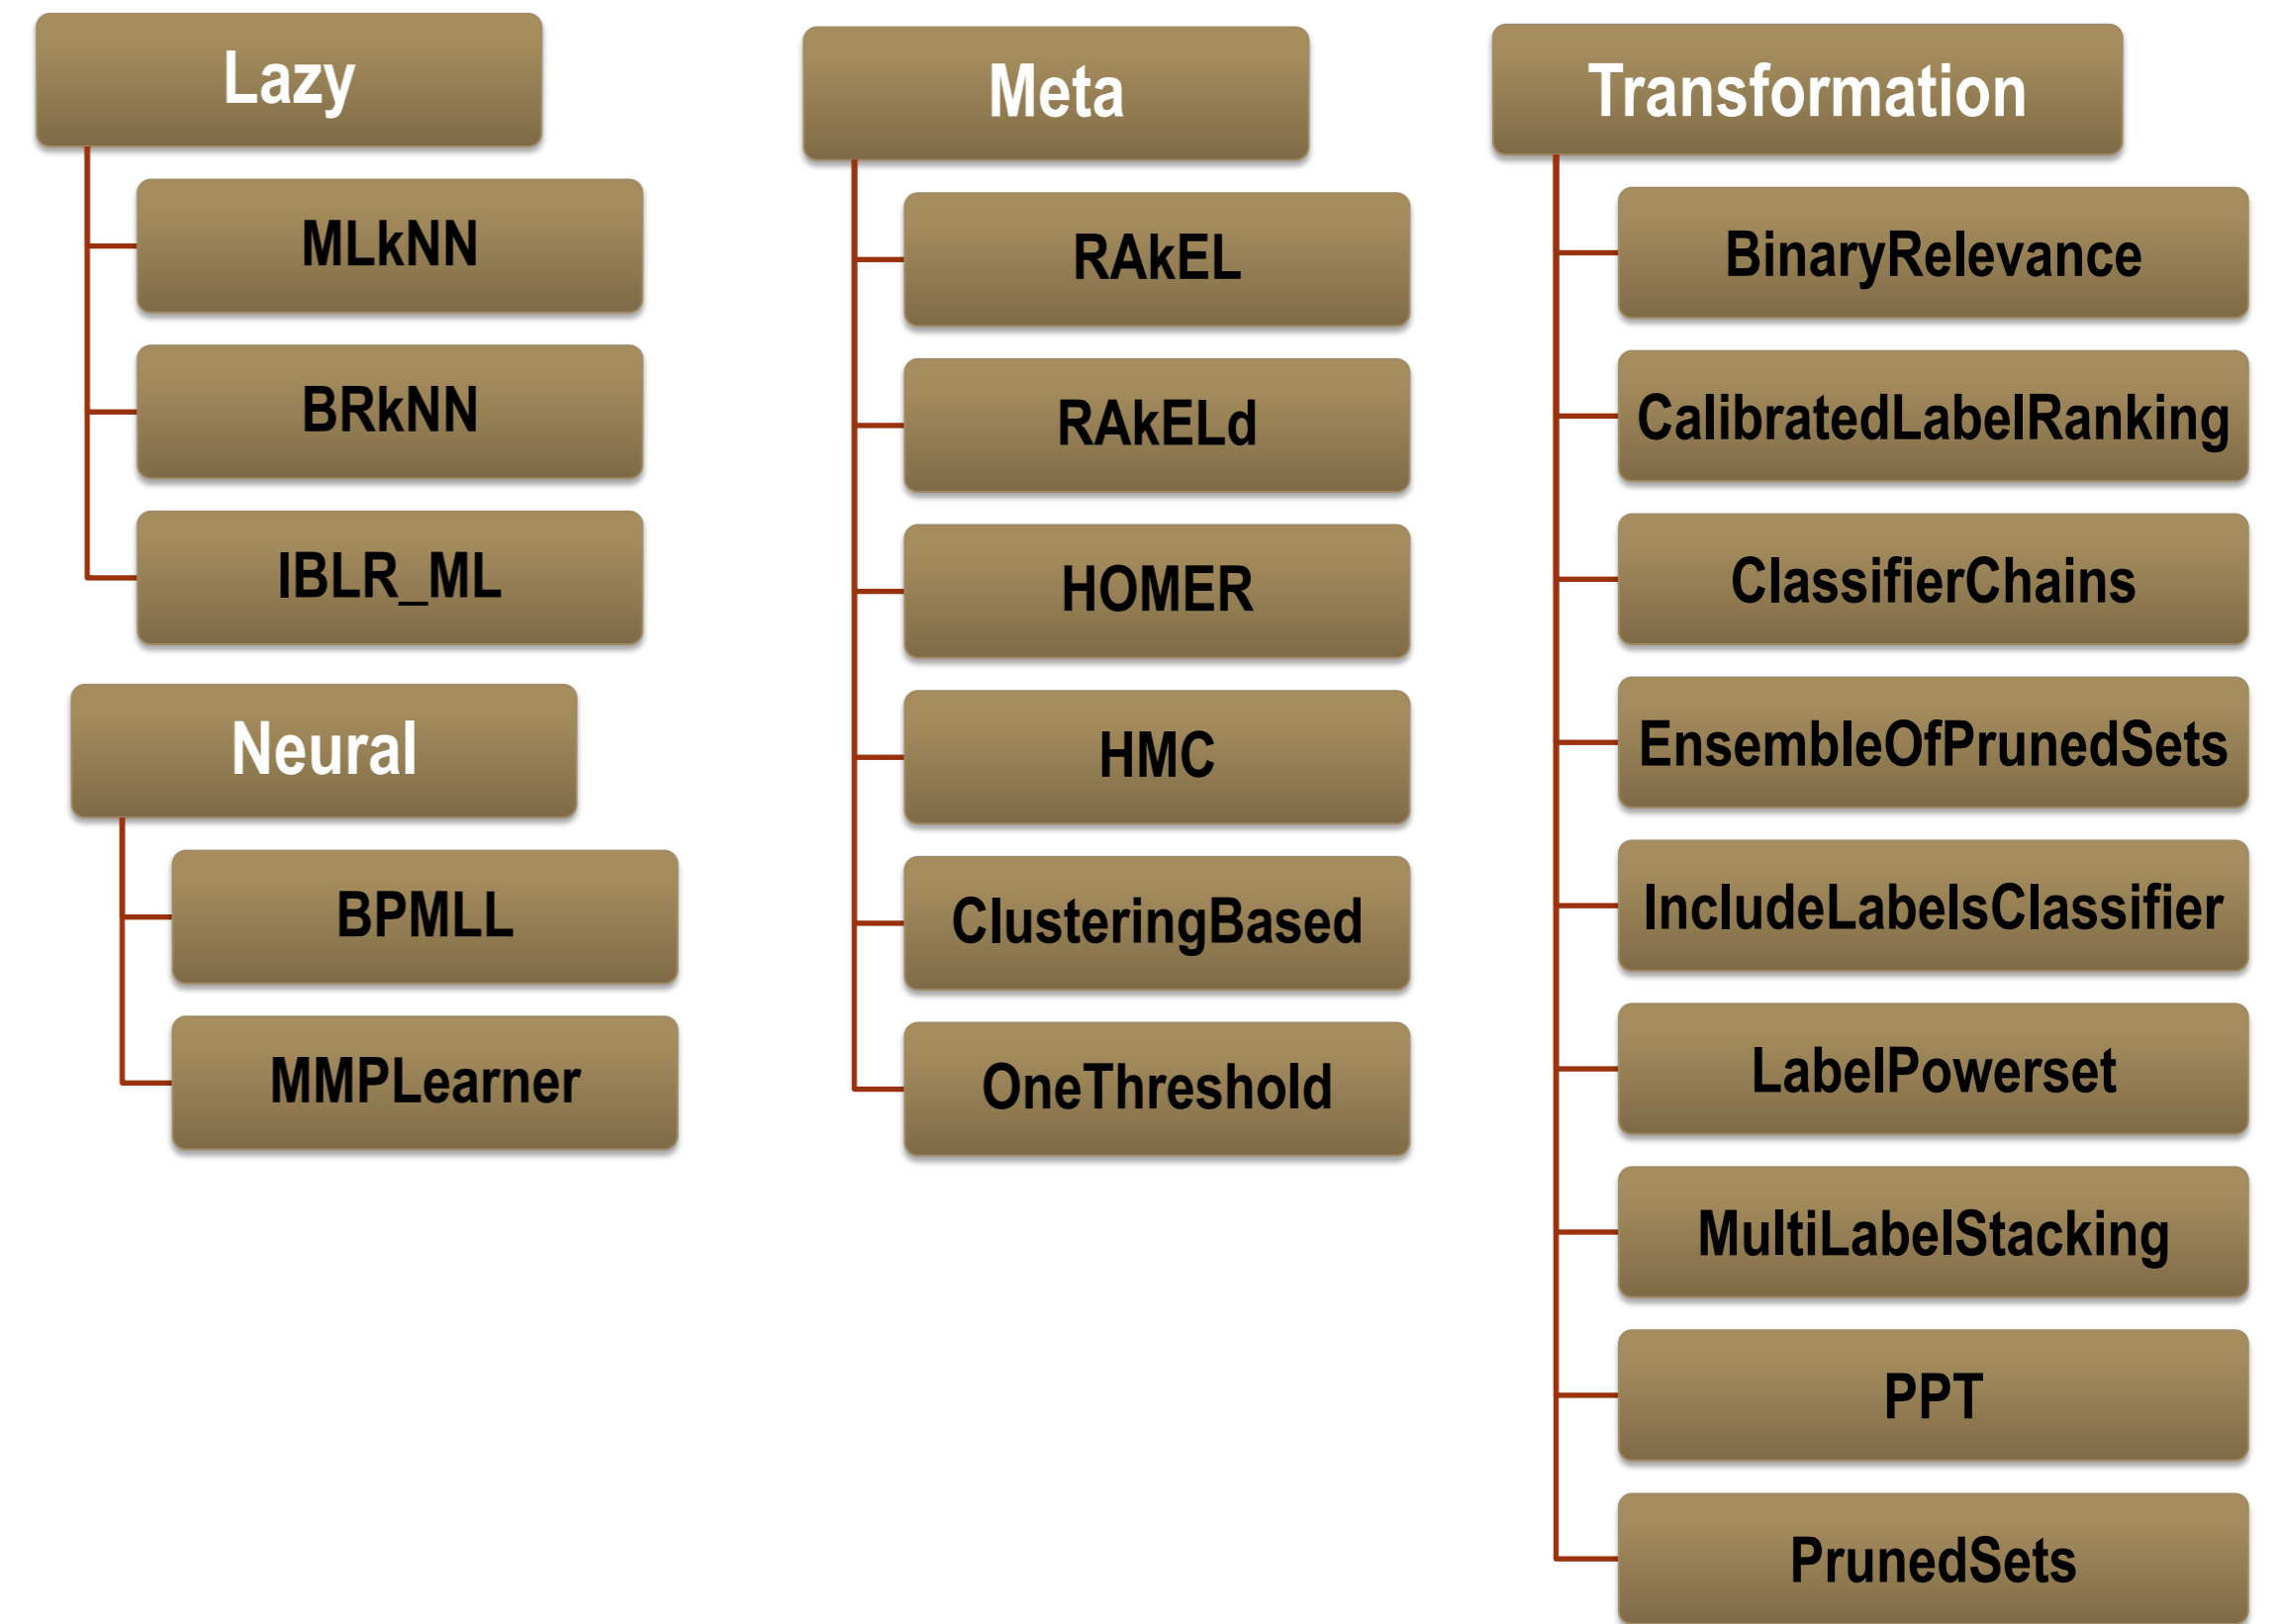 Lazy
MLkNN
BRkNN
IBLR_ML
Neural
BPMLL
MMPLearner
Meta
RAkEL
RAkELd
HOMER
HMC
ClusteringBased
OneThreshold
Transformation
BinaryRelevance
CalibratedLabelRanking
ClassifierChains
EnsembleOfPrunedSets
IncludeLabelsClassifier
LabelPowerset
MultiLabelStacking
PPT
PrunedSets